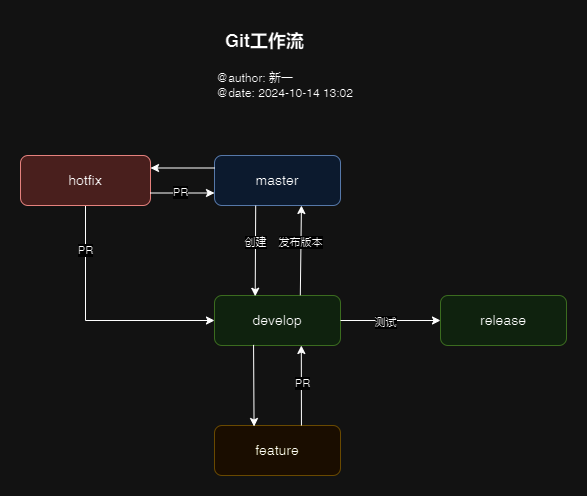 Git工作流
@author: 新一
@date: 2024-10-14 13:02
hotfix
master
PR
PR
创建
发布版本
develop
测试
release
PR
feature